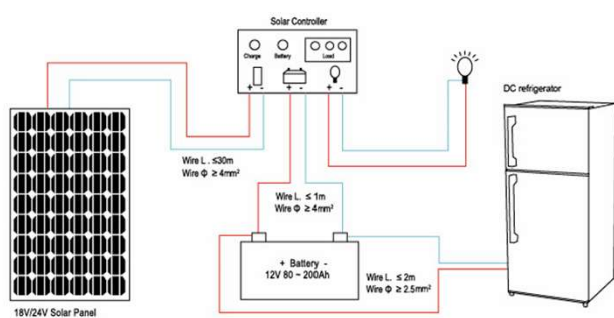 Solar Controller
Charge Battery Load
+ - + - + -
DC refrigerator
Wire L . ≤30m
Wire Φ ≥ 4mm²
Wire L. ≤ 1m
Wire Φ ≥ 4mm²
+ Battery -
12V 80 ~ 200Ah
Wire L. ≤ 2m
Wire Φ ≥ 2.5mm²
18V/24V Solar Panel